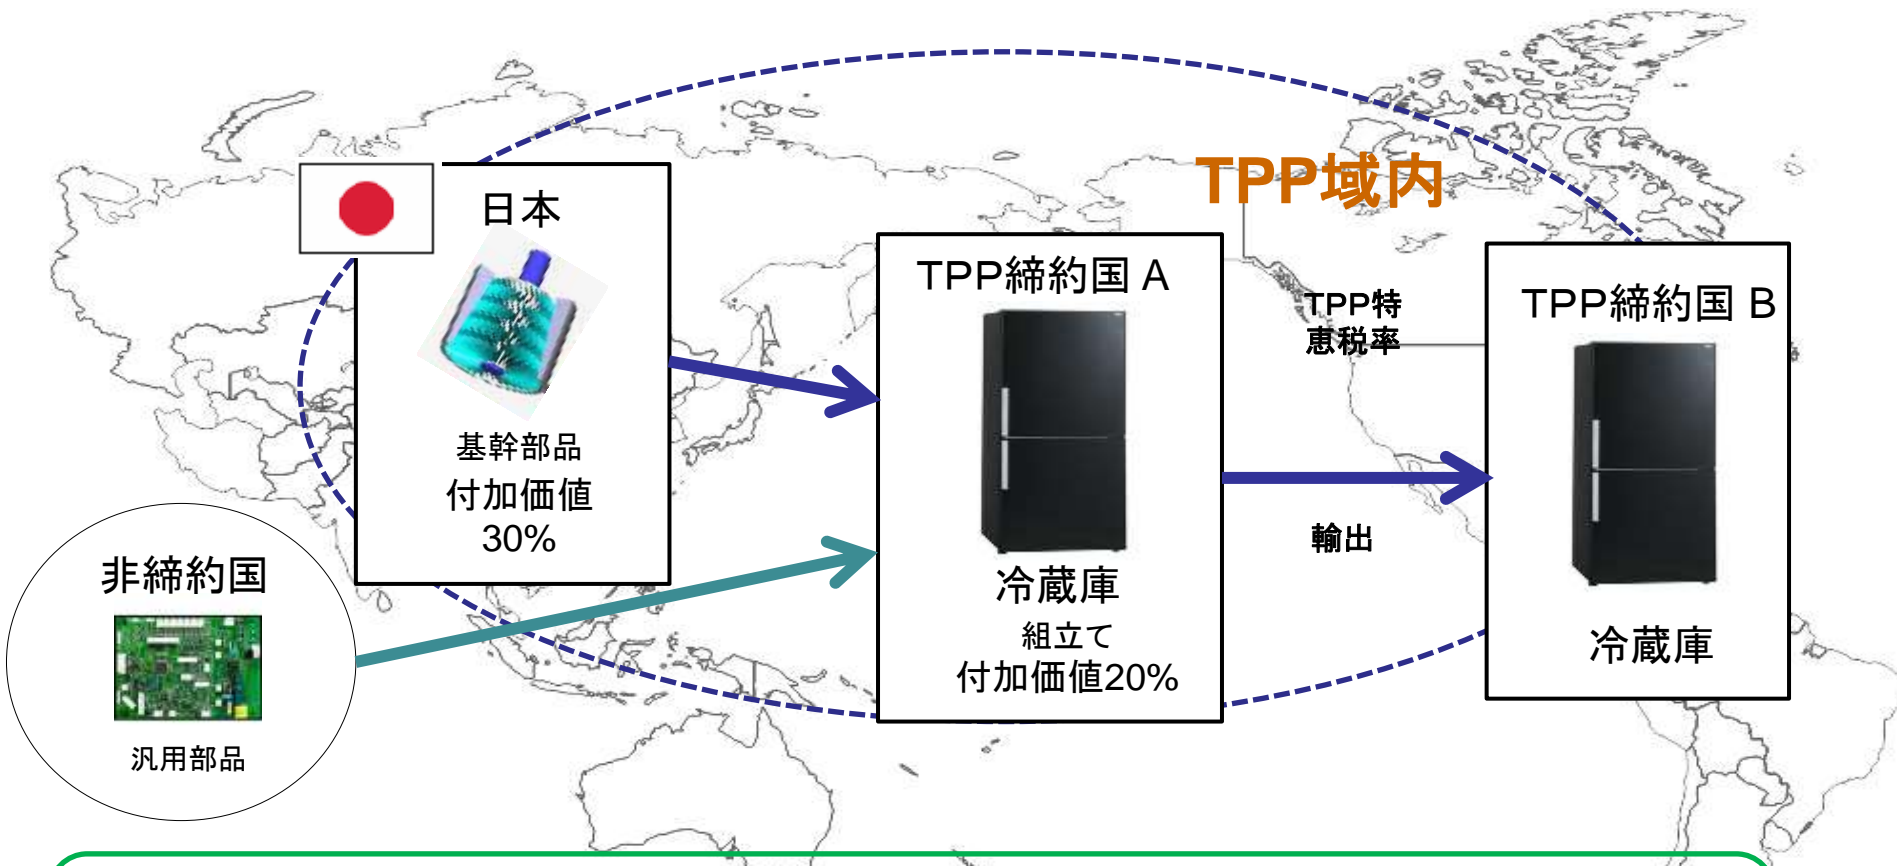 TPP域内
日本
基幹部品
付加価値
30%
非締約国
汎用部品
TPP締約国 A
冷蔵庫
組立て
付加価値20%
TPP特
恵税率
輸出
TPP締約国 B
冷蔵庫